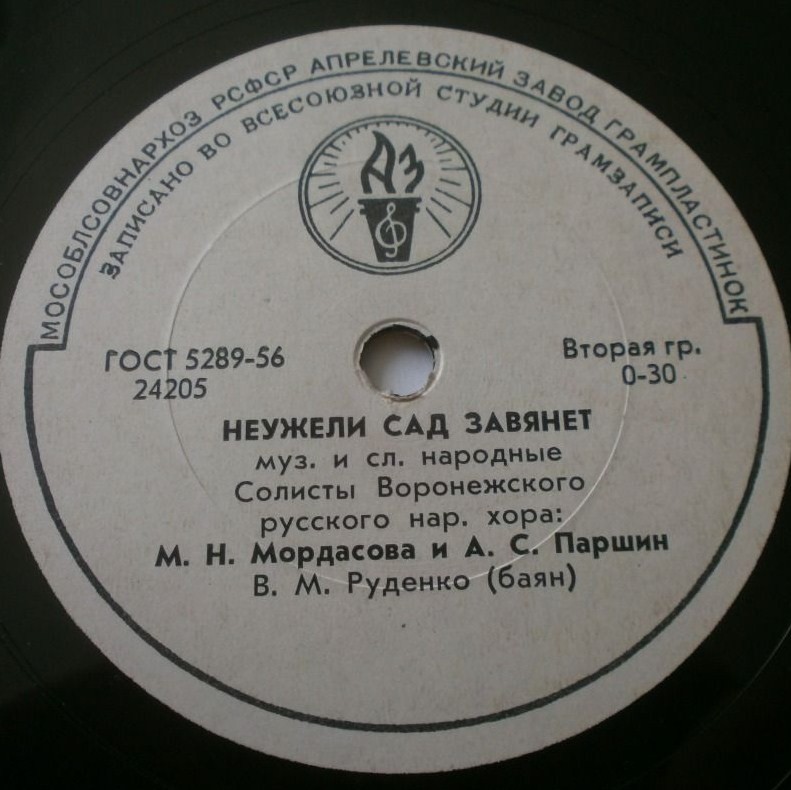 МОСОБЛСОВНАРХОЗ РСФСР АПРЕЛЕВСКИЙ ЗАВОД ГРАМПЛАСТИНОК
ЗАПИСАНО ВО ВСЕСОЮЗНОЙ СТУДИИ ГРАМЗАПИСИ
АЗ
ГОСТ 5289-56
24205
Вторая гр.
0-30
НЕУЖЕЛИ САД ЗАВЯНЕТ
муз. и сл. народные
Солисты Воронежского
русского нар. хора:
М. Н. Мордасова и А. С. Паршин
В. М. Руденко (баян)